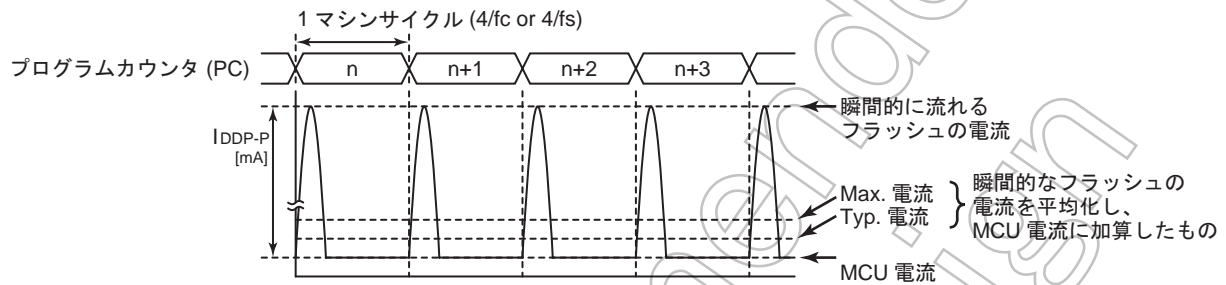 1 マシンサイクル (4/fc or 4/fs)
プログラムカウンタ (PC)
n
n+1
n+2
n+3
瞬間的に流れる
フラッシュの電流
IDDP-P
[mA]
Max. 電流
Typ. 電流
瞬間的なフラッシュの
電流を平均化し、
MCU 電流に加算したもの
MCU 電流